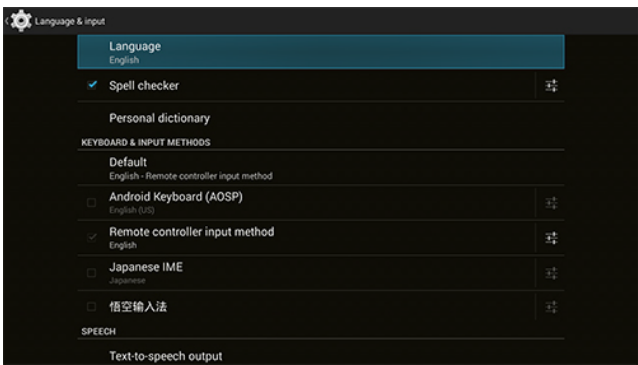 Language & input
Language
English
Spell checker
Personal dictionary
KEYBOARD & INPUT METHODS
Default
English - Remote controller input method
Android Keyboard (AOSP)
English (US)
Remote controller input method
English
Japanese IME
Japanese
悟空输入法
SPEECH
Text-to-speech output